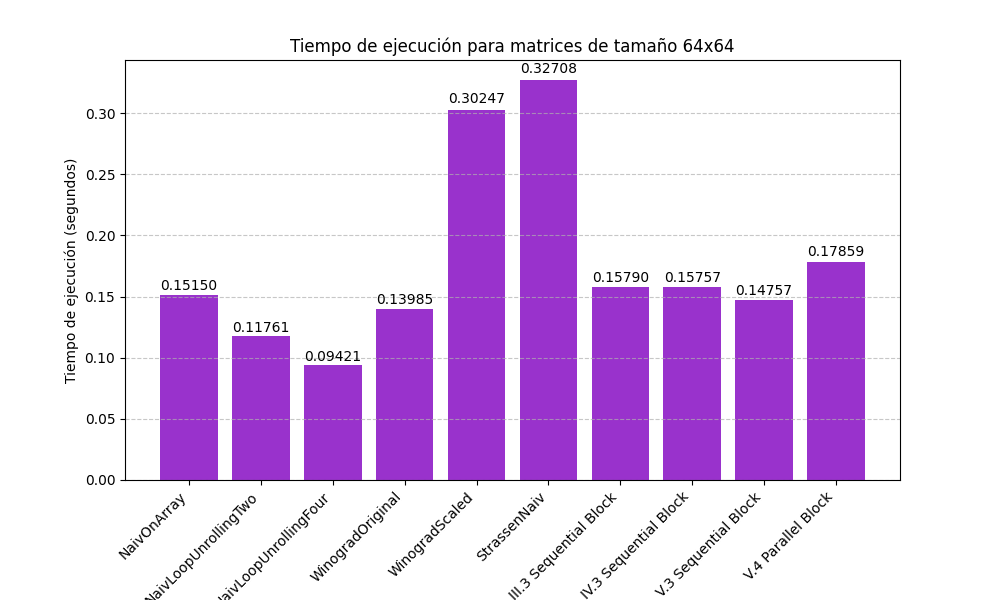 Tiempo de ejecución para matrices de tamaño 64x64
Tiempo de ejecución (segundos)
0.30
0.25
0.20
0.15
0.10
0.05
0.00
0.15150
0.11761
0.09421
0.13985
0.30247
0.32708
0.15790
0.15757
0.14757
0.17859
NaivOnArray
NaivLoopUnrollingTwo
NaivLoopUnrollingFour
WinogradOriginal
WinogradScaled
StrassenNaiv
III.3 Sequential Block
IV.3 Sequential Block
V.3 Sequential Block
V.4 Parallel Block